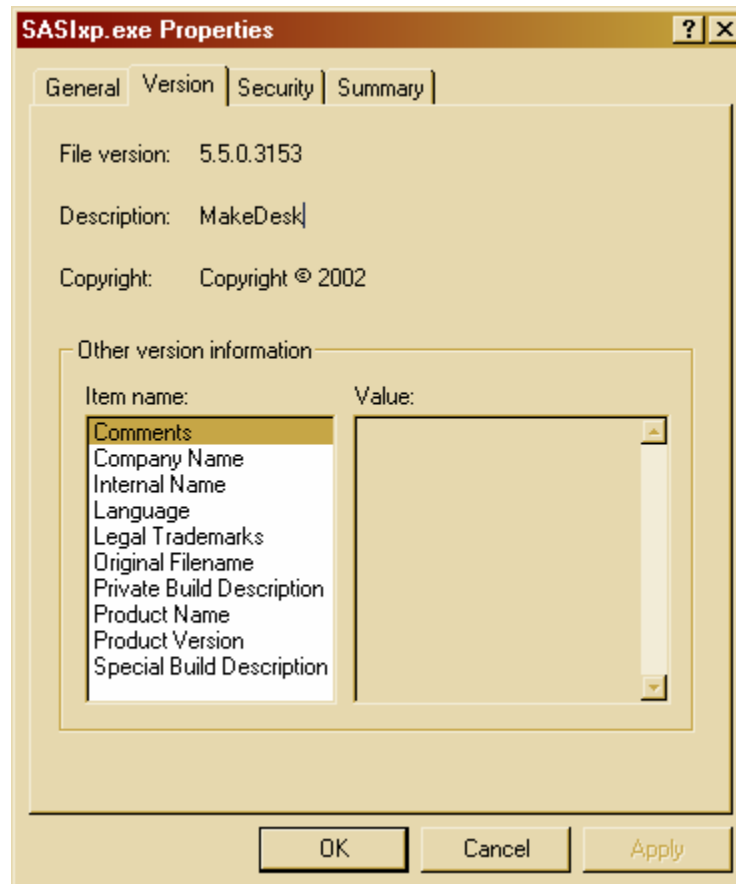 SASIxp.exe Properties ? X
General Version Security Summary
File version: 5.5.0.3153
Description: MakeDesk
Copyright: Copyright © 2002
Other version information
Item name: Value:
Comments
Company Name
Internal Name
Language
Legal Trademarks
Original Filename
Private Build Description
Product Name
Product Version
Special Build Description
OK Cancel Apply